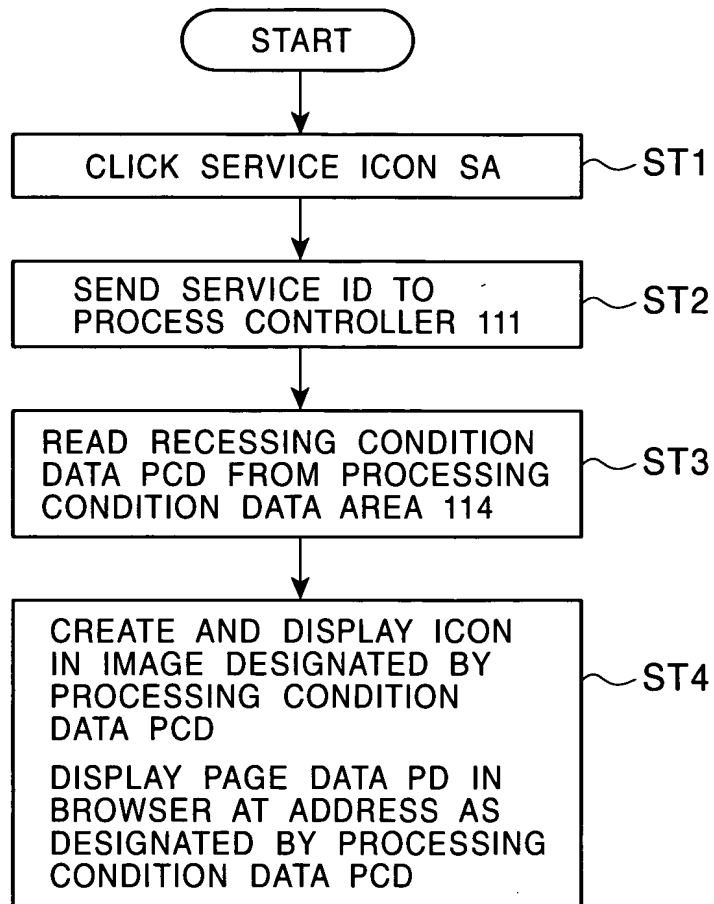 START
CLICK SERVICE ICON SA
ST1
SEND SERVICE ID TO
PROCESS CONTROLLER 111
ST2
READ RECESSING CONDITION
DATA PCD FROM PROCESSING
CONDITION DATA AREA 114
ST3
CREATE AND DISPLAY ICON
IN IMAGE DESIGNATED BY
PROCESSING CONDITION
DATA PCD
ST4
DISPLAY PAGE DATA PD IN
BROWSER AT ADDRESS AS
DESIGNATED BY PROCESSING
CONDITION DATA PCD